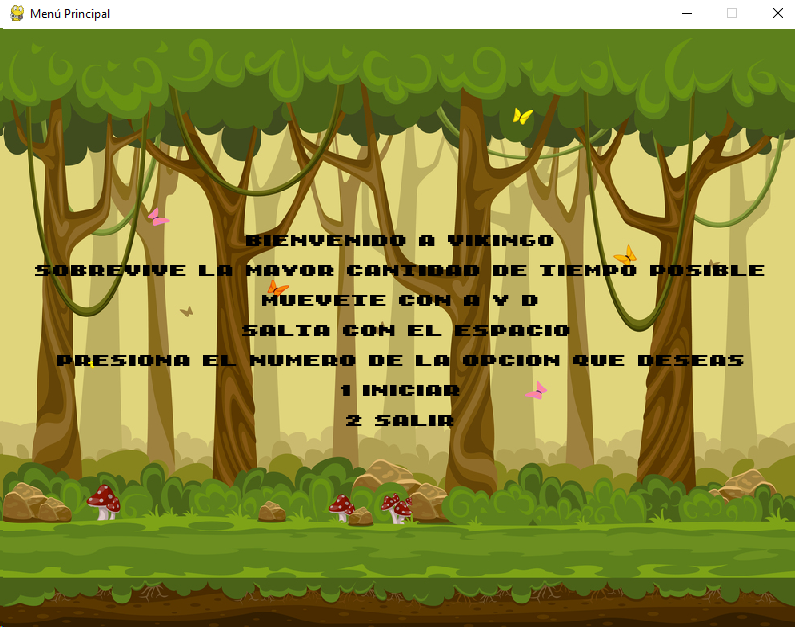 Menú Principal
BIENVENIDO A VIKINGO
SOBREVIVE LA MAYOR CANTIDAD DE TIEMPO POSIBLE
MUEVETE CON A Y D
SALTA CON EL ESPACIO
PRESIONA EL NUMERO DE LA OPCION QUE DESEAS
1 INICIAR
2 SALIR